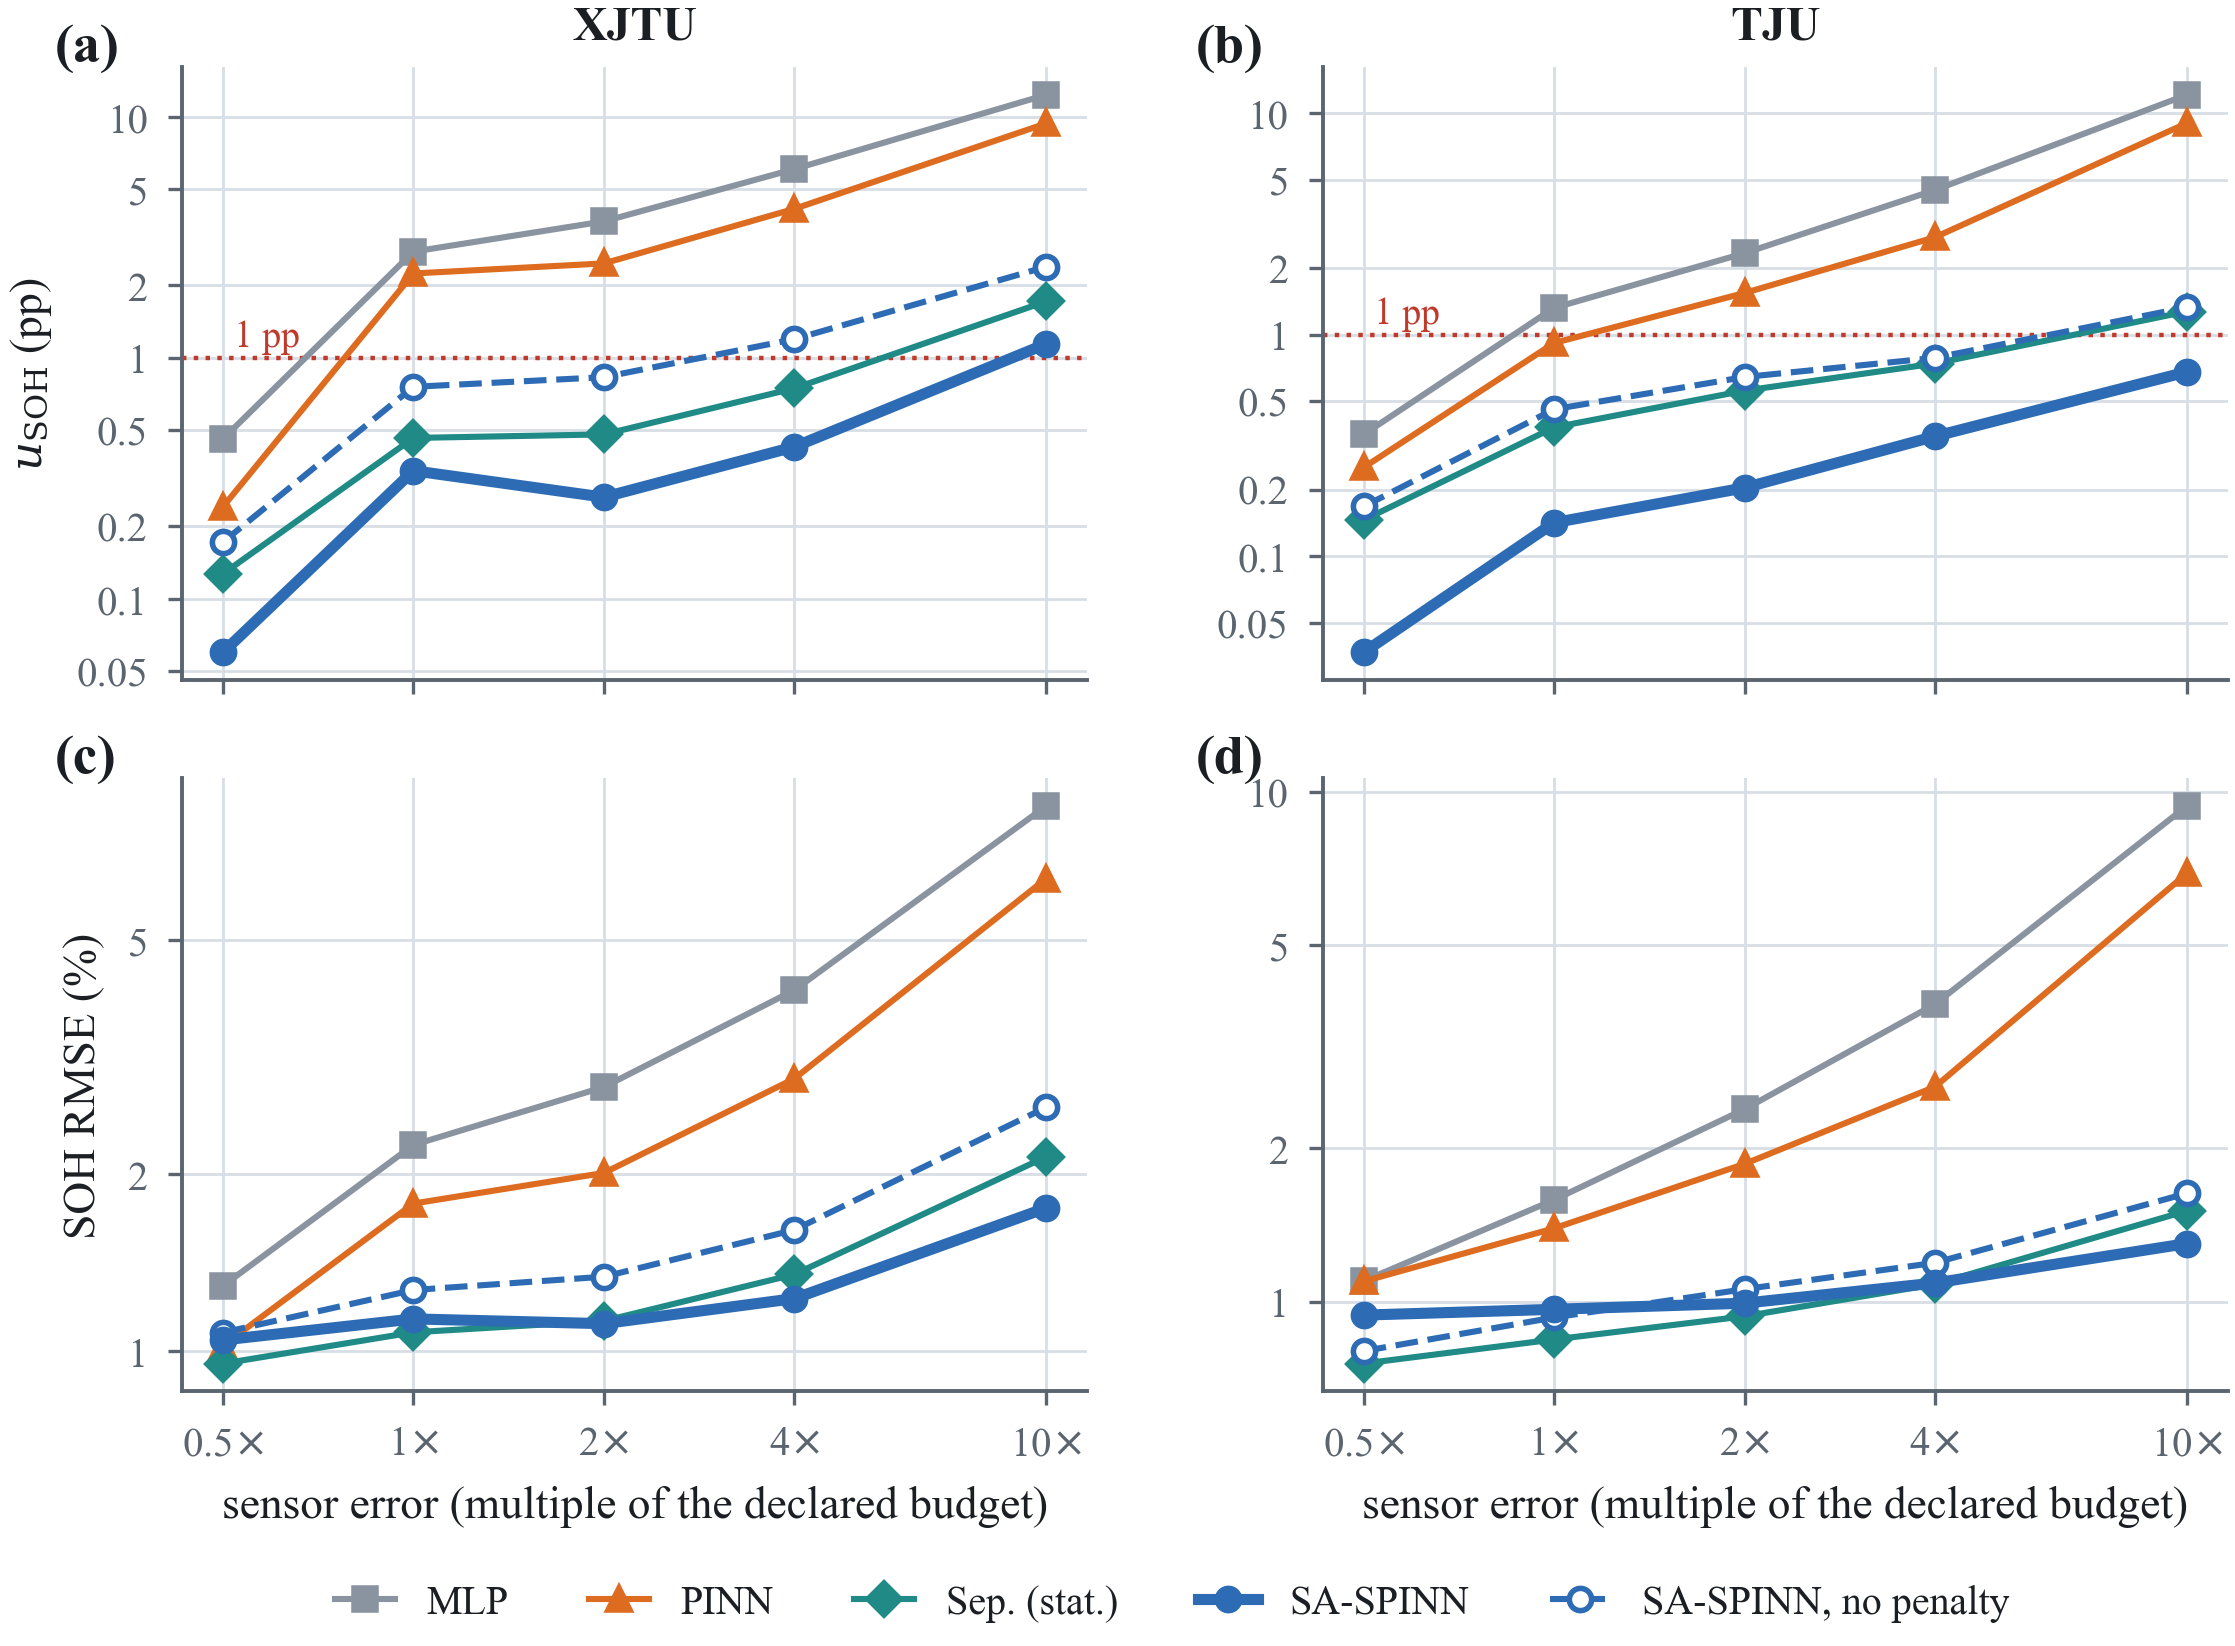 XJTU
TJU
(a)
(b)
10
5
2
1
0.5
0.2
0.1
0.05
1 pp
uSOH (pp)
10
5
2
1
0.5
0.2
0.1
0.05
1 pp
(c)
(d)
5
2
1
SOH RMSE (%)
10
5
2
1
0.5× 1× 2× 4× 10×
0.5× 1× 2× 4× 10×
sensor error (multiple of the declared budget)
sensor error (multiple of the declared budget)
MLP PINN Sep. (stat.) SA-SPINN SA-SPINN, no penalty